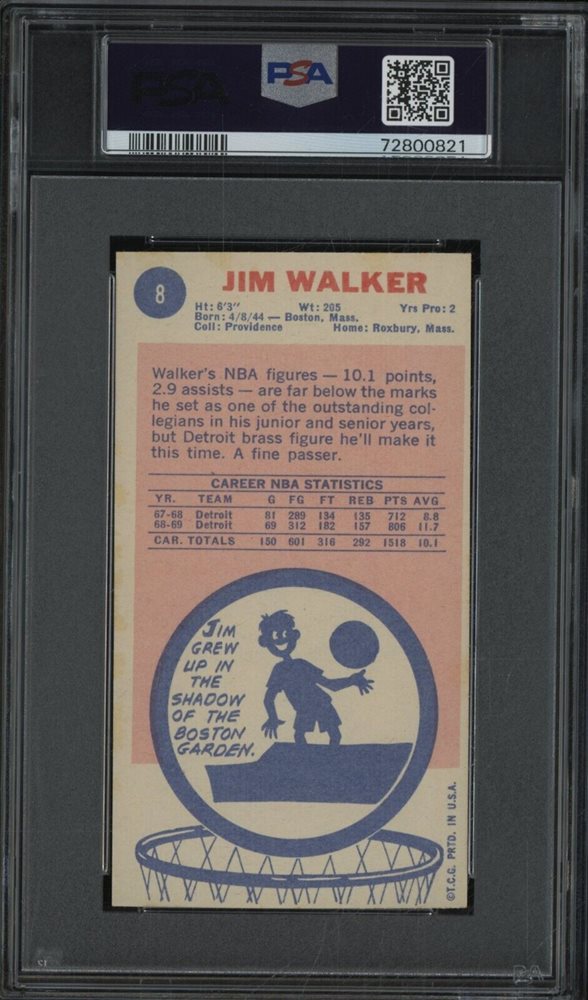 PSA
PSA
72800821
8
JIM WALKER
Ht: 6'3" Wt: 205 Yrs Pro: 2
Born: 4/8/44 — Boston, Mass.
Coll: Providence Home: Roxbury, Mass.
Walker's NBA figures — 10.1 points,
2.9 assists — are far below the marks
he set as one of the outstanding col-
legians in his junior and senior years,
but Detroit brass figure he'll make it
this time. A fine passer.
CAREER NBA STATISTICS
YR. TEAM G FG FT REB PTS AVG
67-68 Detroit 81 289 134 135 712 8.8
68-69 Detroit 69 312 182 157 806 11.7
CAR. TOTALS 150 601 316 292 1518 10.1
JIM
GREW
UP IN
THE
SHADOW
OF THE
BOSTON
GARDEN.
©T.C.G. PRTD. IN U.S.A.